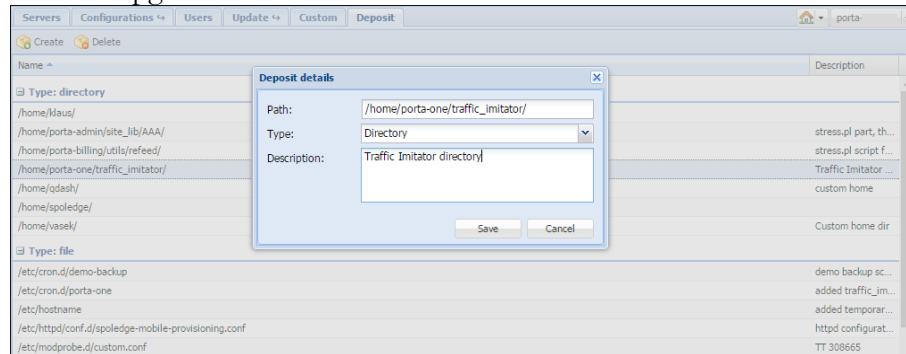 Servers Configurations Users Update Custom Deposit porta-
Create Delete
Name Description
Type: directory
/home/klaus/
/home/porta-admin/site_lib/AAA/ stress.pl part, th...
/home/porta-billing/utils/refeed/ stress.pl script f...
/home/porta-one/traffic_imitator/ Traffic Imitator ...
/home/qdash/ custom home
/home/spoledge/
/home/vasek/ Custom home dir
Type: file
/etc/cron.d/demo-backup demo backup sc...
/etc/cron.d/porta-one added traffic_im...
/etc/hostname added temporar...
/etc/httpd/conf.d/spoledge-mobile-provisioning.conf httpd configurat...
/etc/modprobe.d/custom.conf TT 308665
Deposit details
Path: /home/porta-one/traffic_imitator/
Type: Directory
Description: Traffic Imitator directory
Save Cancel